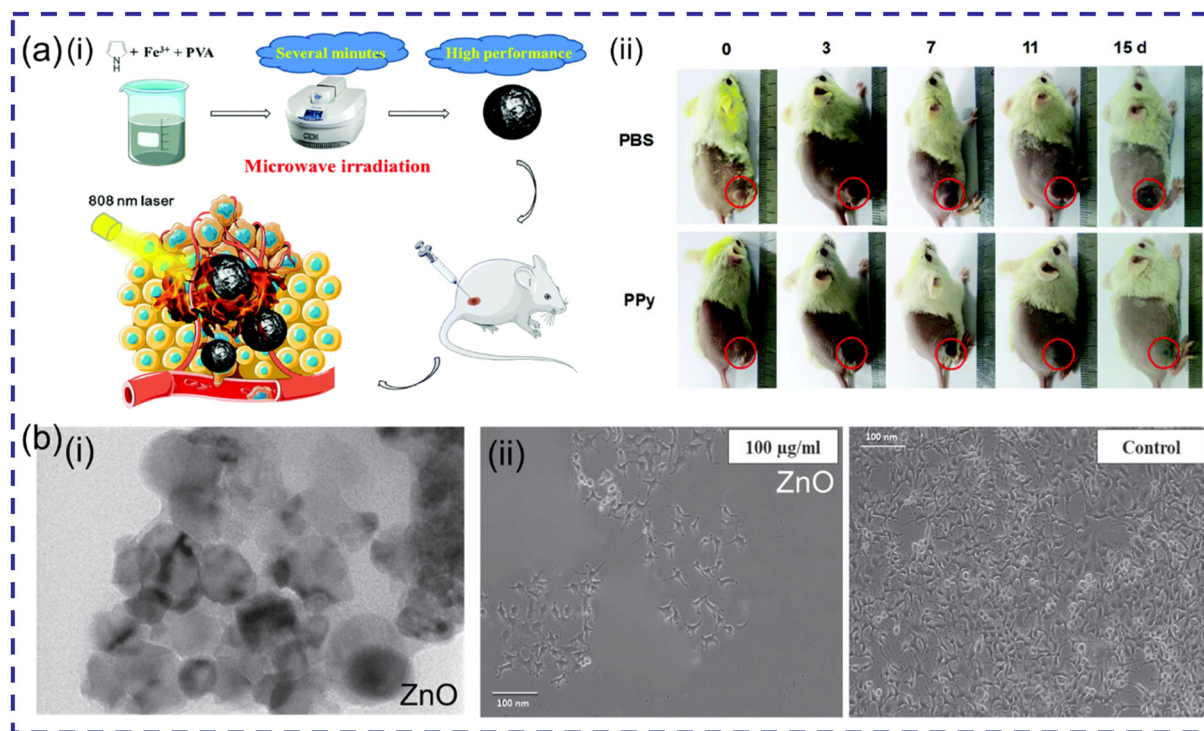 (a) (i)
+ Fe³⁺ + PVA
N
H
Several minutes
High performance
CEM
Microwave irradiation
808 nm laser
(ii)
0 3 7 11 15 d
PBS
PPy
(b) (i)
ZnO
(ii)
100 µg/ml
ZnO
100 nm
100 nm
Control